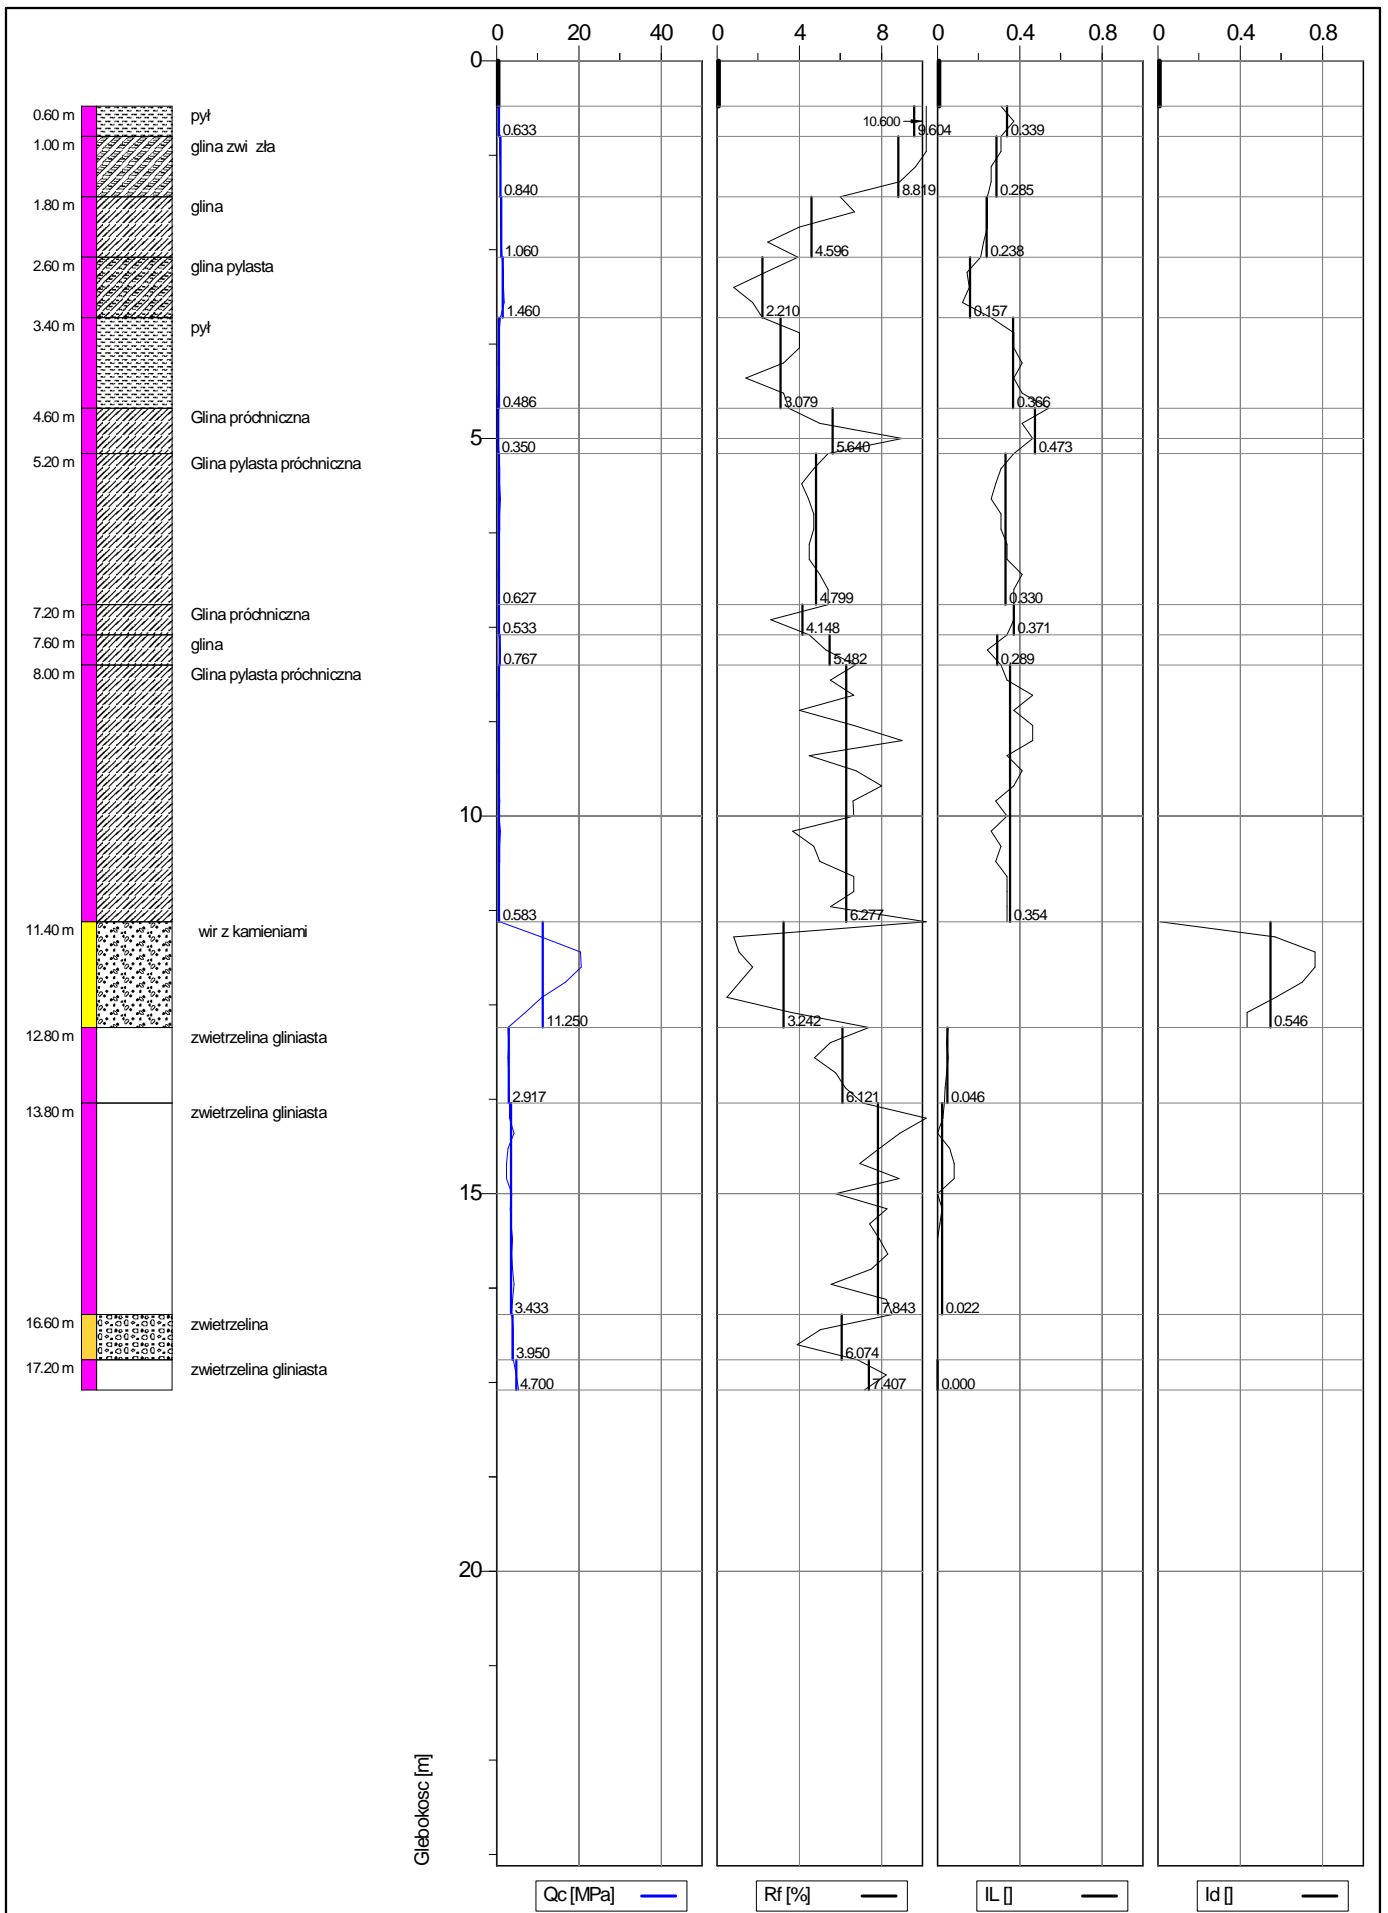 0 20 40 0 4 8 0 0.4 0.8 0 0.4 0.8
0
0.60 m pył 10.600
0.633 9.604 0.339
1.00 m glina zwi zła
0.840 8.819 0.285
1.80 m glina
1.060 4.596 0.238
2.60 m glina pylasta
1.460 2.210 0.157
3.40 m pył
0.486 3.079 0.366
4.60 m Glina próchniczna
5 0.350 5.640 0.473
5.20 m Glina pylasta próchniczna
0.627 4.799 0.330
7.20 m Glina próchniczna
0.533 4.148 0.371
7.60 m glina
0.767 5.482 0.289
8.00 m Glina pylasta próchniczna
10
0.583 6.277 0.354
11.40 m wir z kamieniami
11.250 3.242 0.546
12.80 m zwietrzelina gliniasta
2.917 6.121 0.046
13.80 m zwietrzelina gliniasta
15
3.433 7.843 0.022
16.60 m zwietrzelina
3.950 6.074
17.20 m zwietrzelina gliniasta
4.700 7.407 0.000
20
Glebokosc [m]
Qc [MPa] Rf [%] IL [] Id []